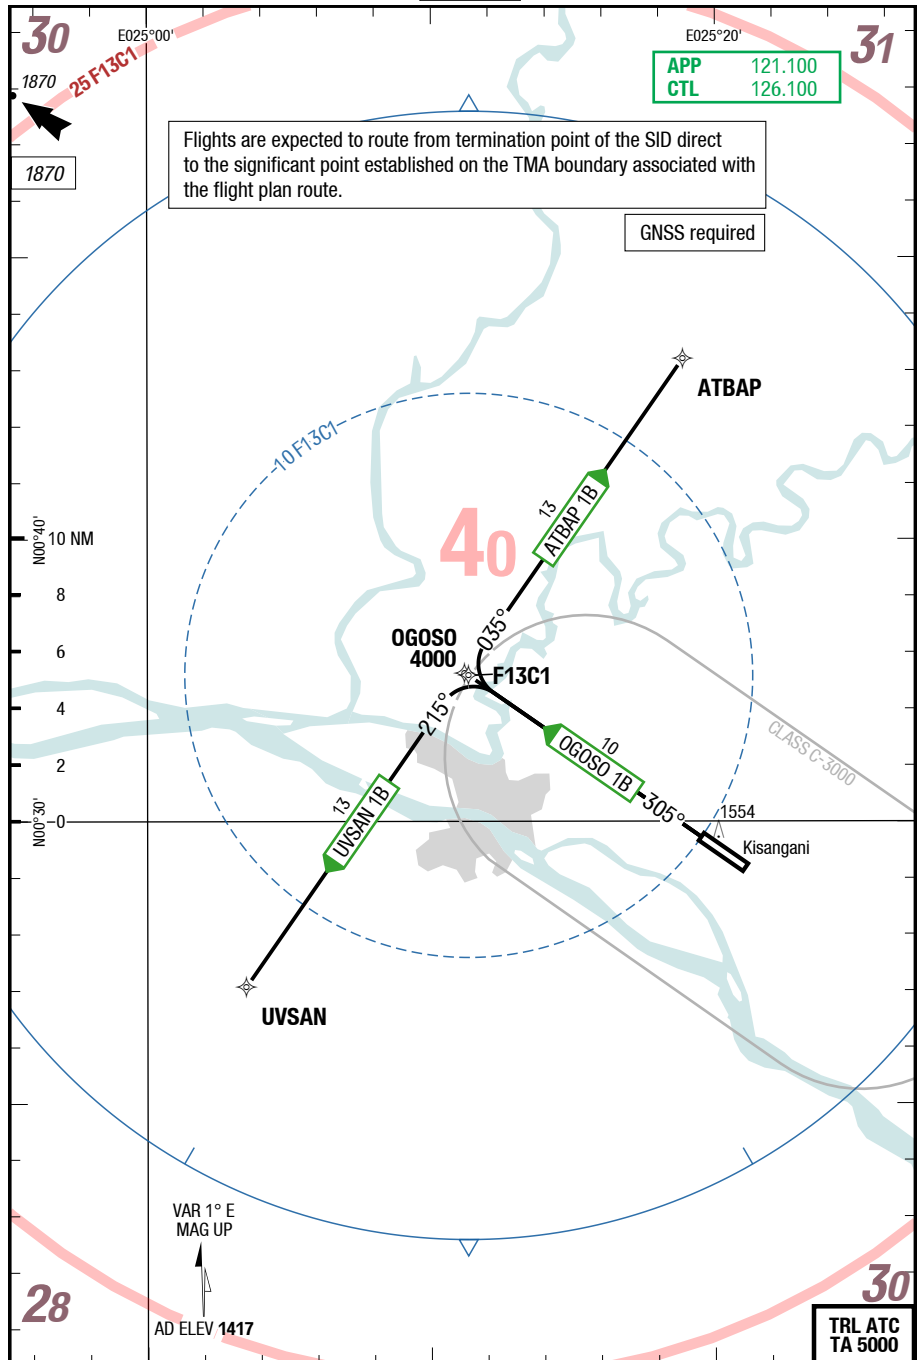 30
E025°00'
E025°20'
31
25 F13C1
1870
APP 121.100
CTL 126.100
1870
Flights are expected to route from termination point of the SID direct
to the significant point established on the TMA boundary associated with
the flight plan route.
GNSS required
ATBAP
10 F13C1
13
ATBAP 1B
40
N00°40'
10 NM
8
6
4
2
0
N00°30'
035°
OGOSO
4000
F13C1
215°
CLASS C-3000
10
OGOSO 1B
305°
13
UVSAN 1B
1554
Kisangani
UVSAN
VAR 1° E
MAG UP
28
AD ELEV 1417
30
TRL ATC
TA 5000